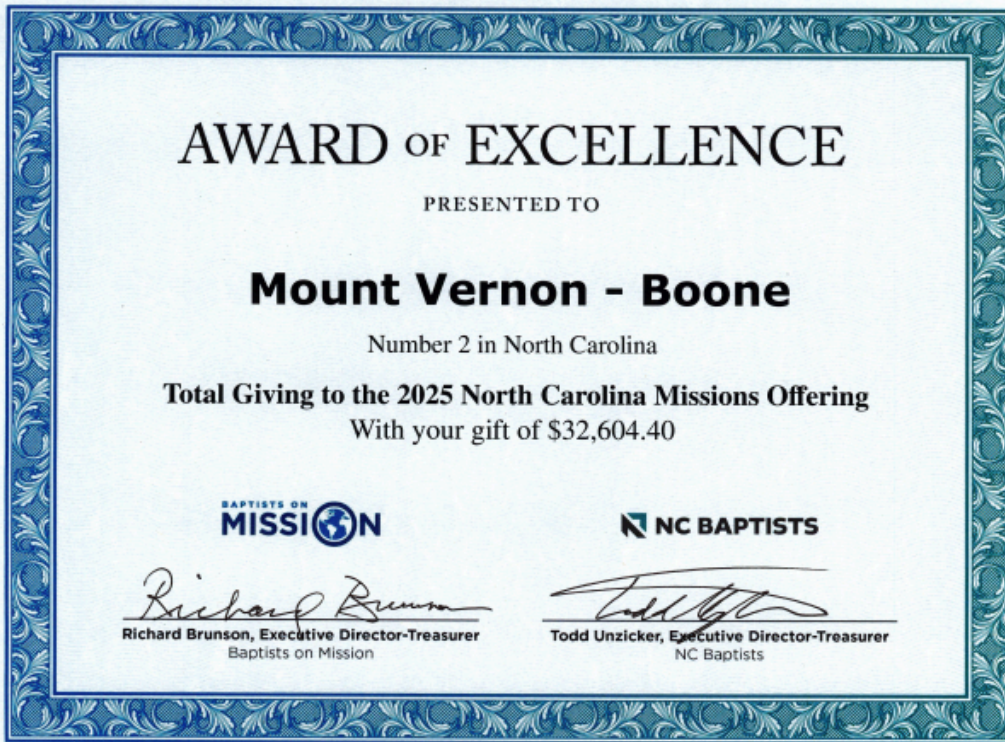 AWARD OF EXCELLENCE
PRESENTED TO
Mount Vernon - Boone
Number 2 in North Carolina
Total Giving to the 2025 North Carolina Missions Offering
With your gift of $32,604.40
BAPTISTS ON
MISSION
NC BAPTISTS
Richard Brunson
Richard Brunson, Executive Director-Treasurer
Baptists on Mission
Todd Unzicker, Executive Director-Treasurer
NC Baptists